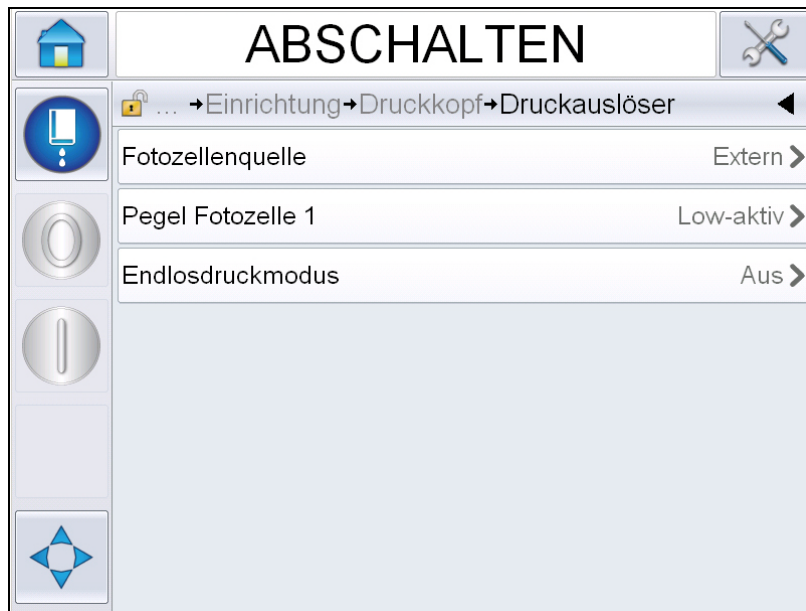 ABSCHALTEN
... →Einrichtung→Druckkopf→Druckauslöser
Fotozellenquelle Extern
Pegel Fotozelle 1 Low-aktiv
Endlosdruckmodus Aus